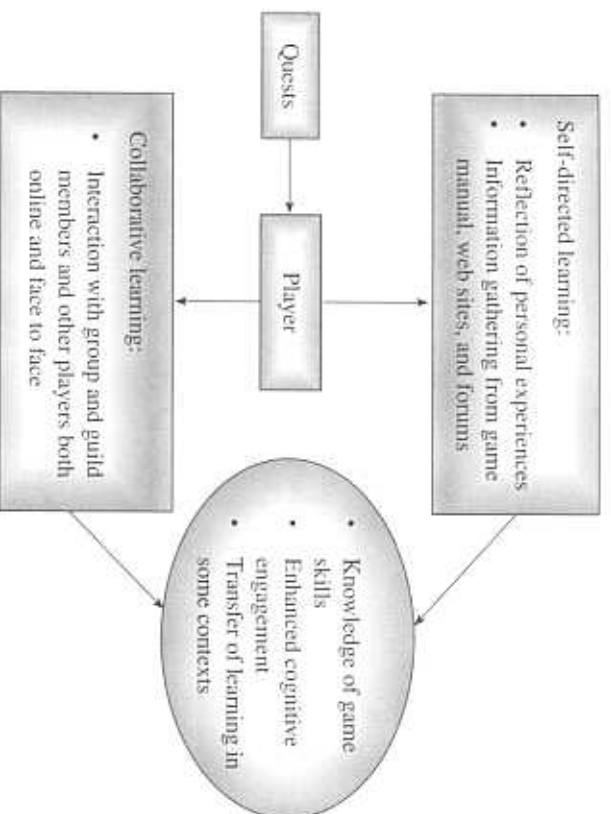 Quests
Player
Self-directed learning:
• Reflection of personal experiences
• Information gathering from game
manual, web sites, and forums
Collaborative learning:
• Interaction with group and guild
members and other players both
online and face to face
• Knowledge of game
skills
• Enhanced cognitive
engagement
• Transfer of learning in
some contexts